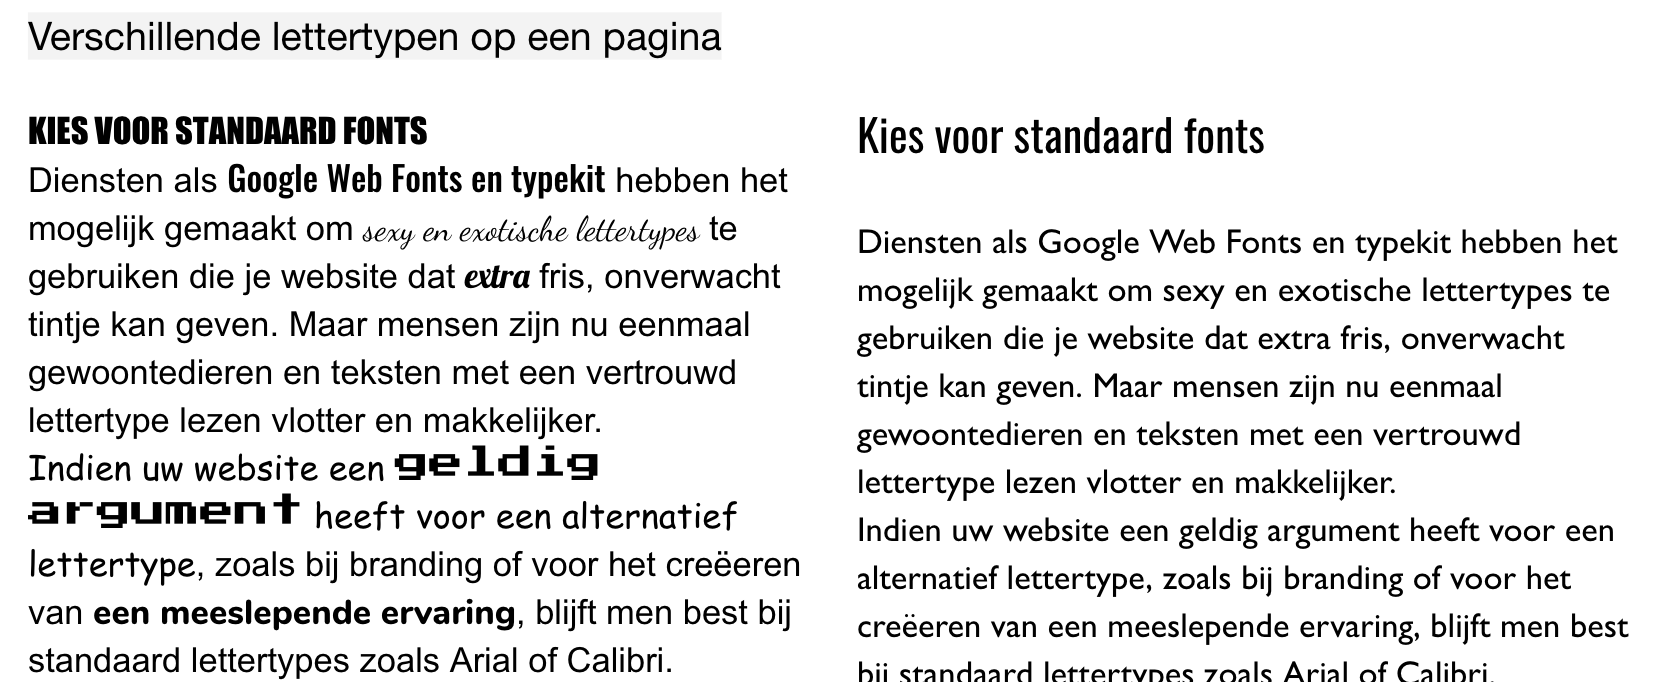 Verschillende lettertypen op een pagina
KIES VOOR STANDAARD FONTS
Diensten als Google Web Fonts en typekit hebben het
mogelijk gemaakt om sexy en exotische lettertypes te
gebruiken die je website dat extra fris, onverwacht
tintje kan geven. Maar mensen zijn nu eenmaal
gewoontedieren en teksten met een vertrouwd
lettertype lezen vlotter en makkelijker.
Indien uw website een geldig
argument heeft voor een alternatief
lettertype, zoals bij branding of voor het creëeren
van een meeslepende ervaring, blijft men best bij
standaard lettertypes zoals Arial of Calibri.
Kies voor standaard fonts
Diensten als Google Web Fonts en typekit hebben het
mogelijk gemaakt om sexy en exotische lettertypes te
gebruiken die je website dat extra fris, onverwacht
tintje kan geven. Maar mensen zijn nu eenmaal
gewoontedieren en teksten met een vertrouwd
lettertype lezen vlotter en makkelijker.
Indien uw website een geldig argument heeft voor een
alternatief lettertype, zoals bij branding of voor het
creëeren van een meeslepende ervaring, blijft men best
bij standaard lettertypes zoals Arial of Calibri.